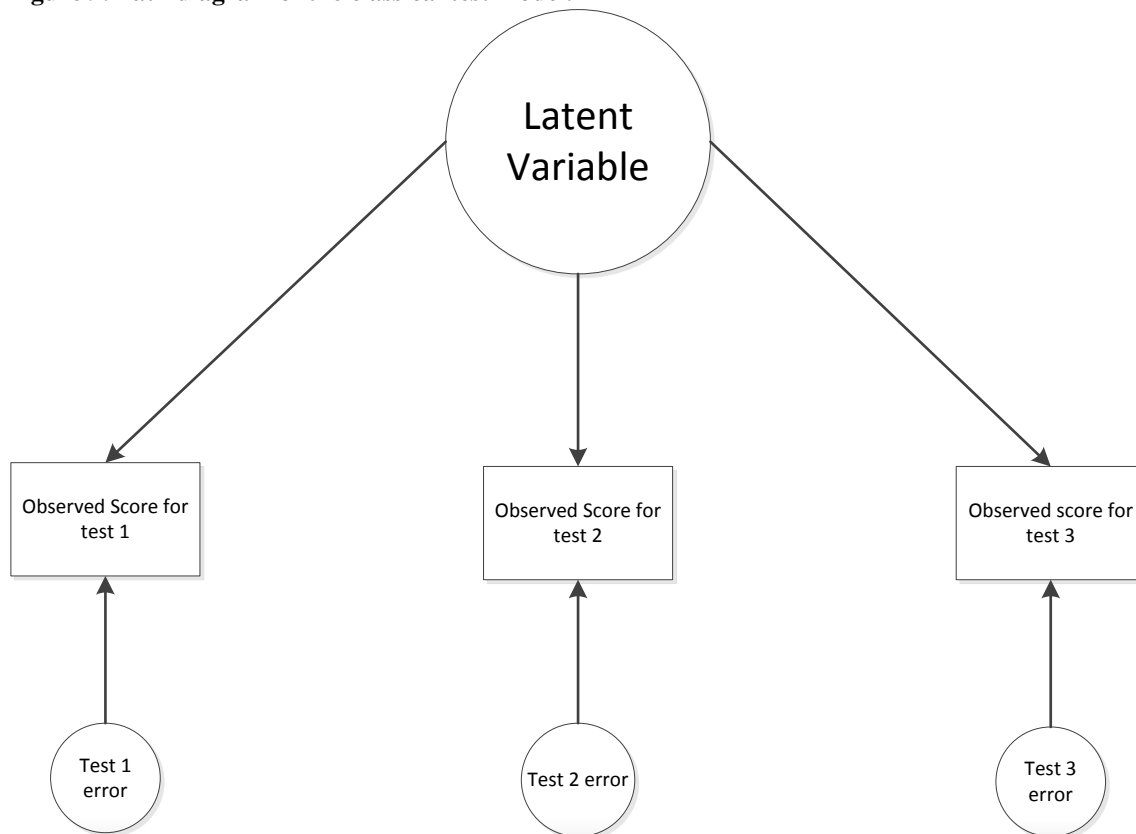 Latent
Variable
Observed Score for
test 1
Observed Score for
test 2
Observed score for
test 3
Test 1
error
Test 2 error
Test 3
error